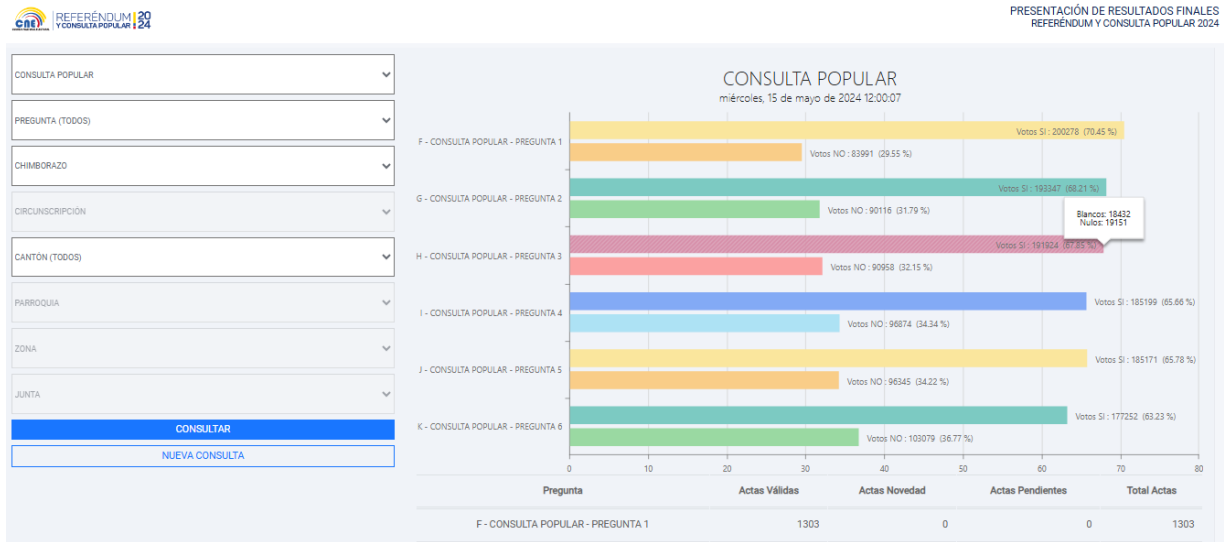 cne REFERÉNDUM Y CONSULTA POPULAR 2024
PRESENTACIÓN DE RESULTADOS FINALES
REFERÉNDUM Y CONSULTA POPULAR 2024
CONSULTA POPULAR
PREGUNTA (TODOS)
CHIMBORAZO
CIRCUNSCRIPCIÓN
CANTÓN (TODOS)
PARROQUIA
ZONA
JUNTA
CONSULTAR
NUEVA CONSULTA
CONSULTA POPULAR
miércoles, 15 de mayo de 2024 12:00:07
F - CONSULTA POPULAR - PREGUNTA 1
Votos SI : 200278 (70.45 %)
Votos NO : 83991 (29.55 %)
G - CONSULTA POPULAR - PREGUNTA 2
Votos SI : 193347 (68.21 %)
Votos NO : 90116 (31.79 %)
Blancos: 18432
Nulos: 19151
H - CONSULTA POPULAR - PREGUNTA 3
Votos SI : 191924 (67.85 %)
Votos NO : 90958 (32.15 %)
I - CONSULTA POPULAR - PREGUNTA 4
Votos SI : 185199 (65.66 %)
Votos NO : 96874 (34.34 %)
J - CONSULTA POPULAR - PREGUNTA 5
Votos SI : 185171 (65.78 %)
Votos NO : 96345 (34.22 %)
K - CONSULTA POPULAR - PREGUNTA 6
Votos SI : 177252 (63.23 %)
Votos NO : 103079 (36.77 %)
0 10 20 30 40 50 60 70 80
Pregunta Actas Válidas Actas Novedad Actas Pendientes Total Actas
F - CONSULTA POPULAR - PREGUNTA 1 1303 0 0 1303